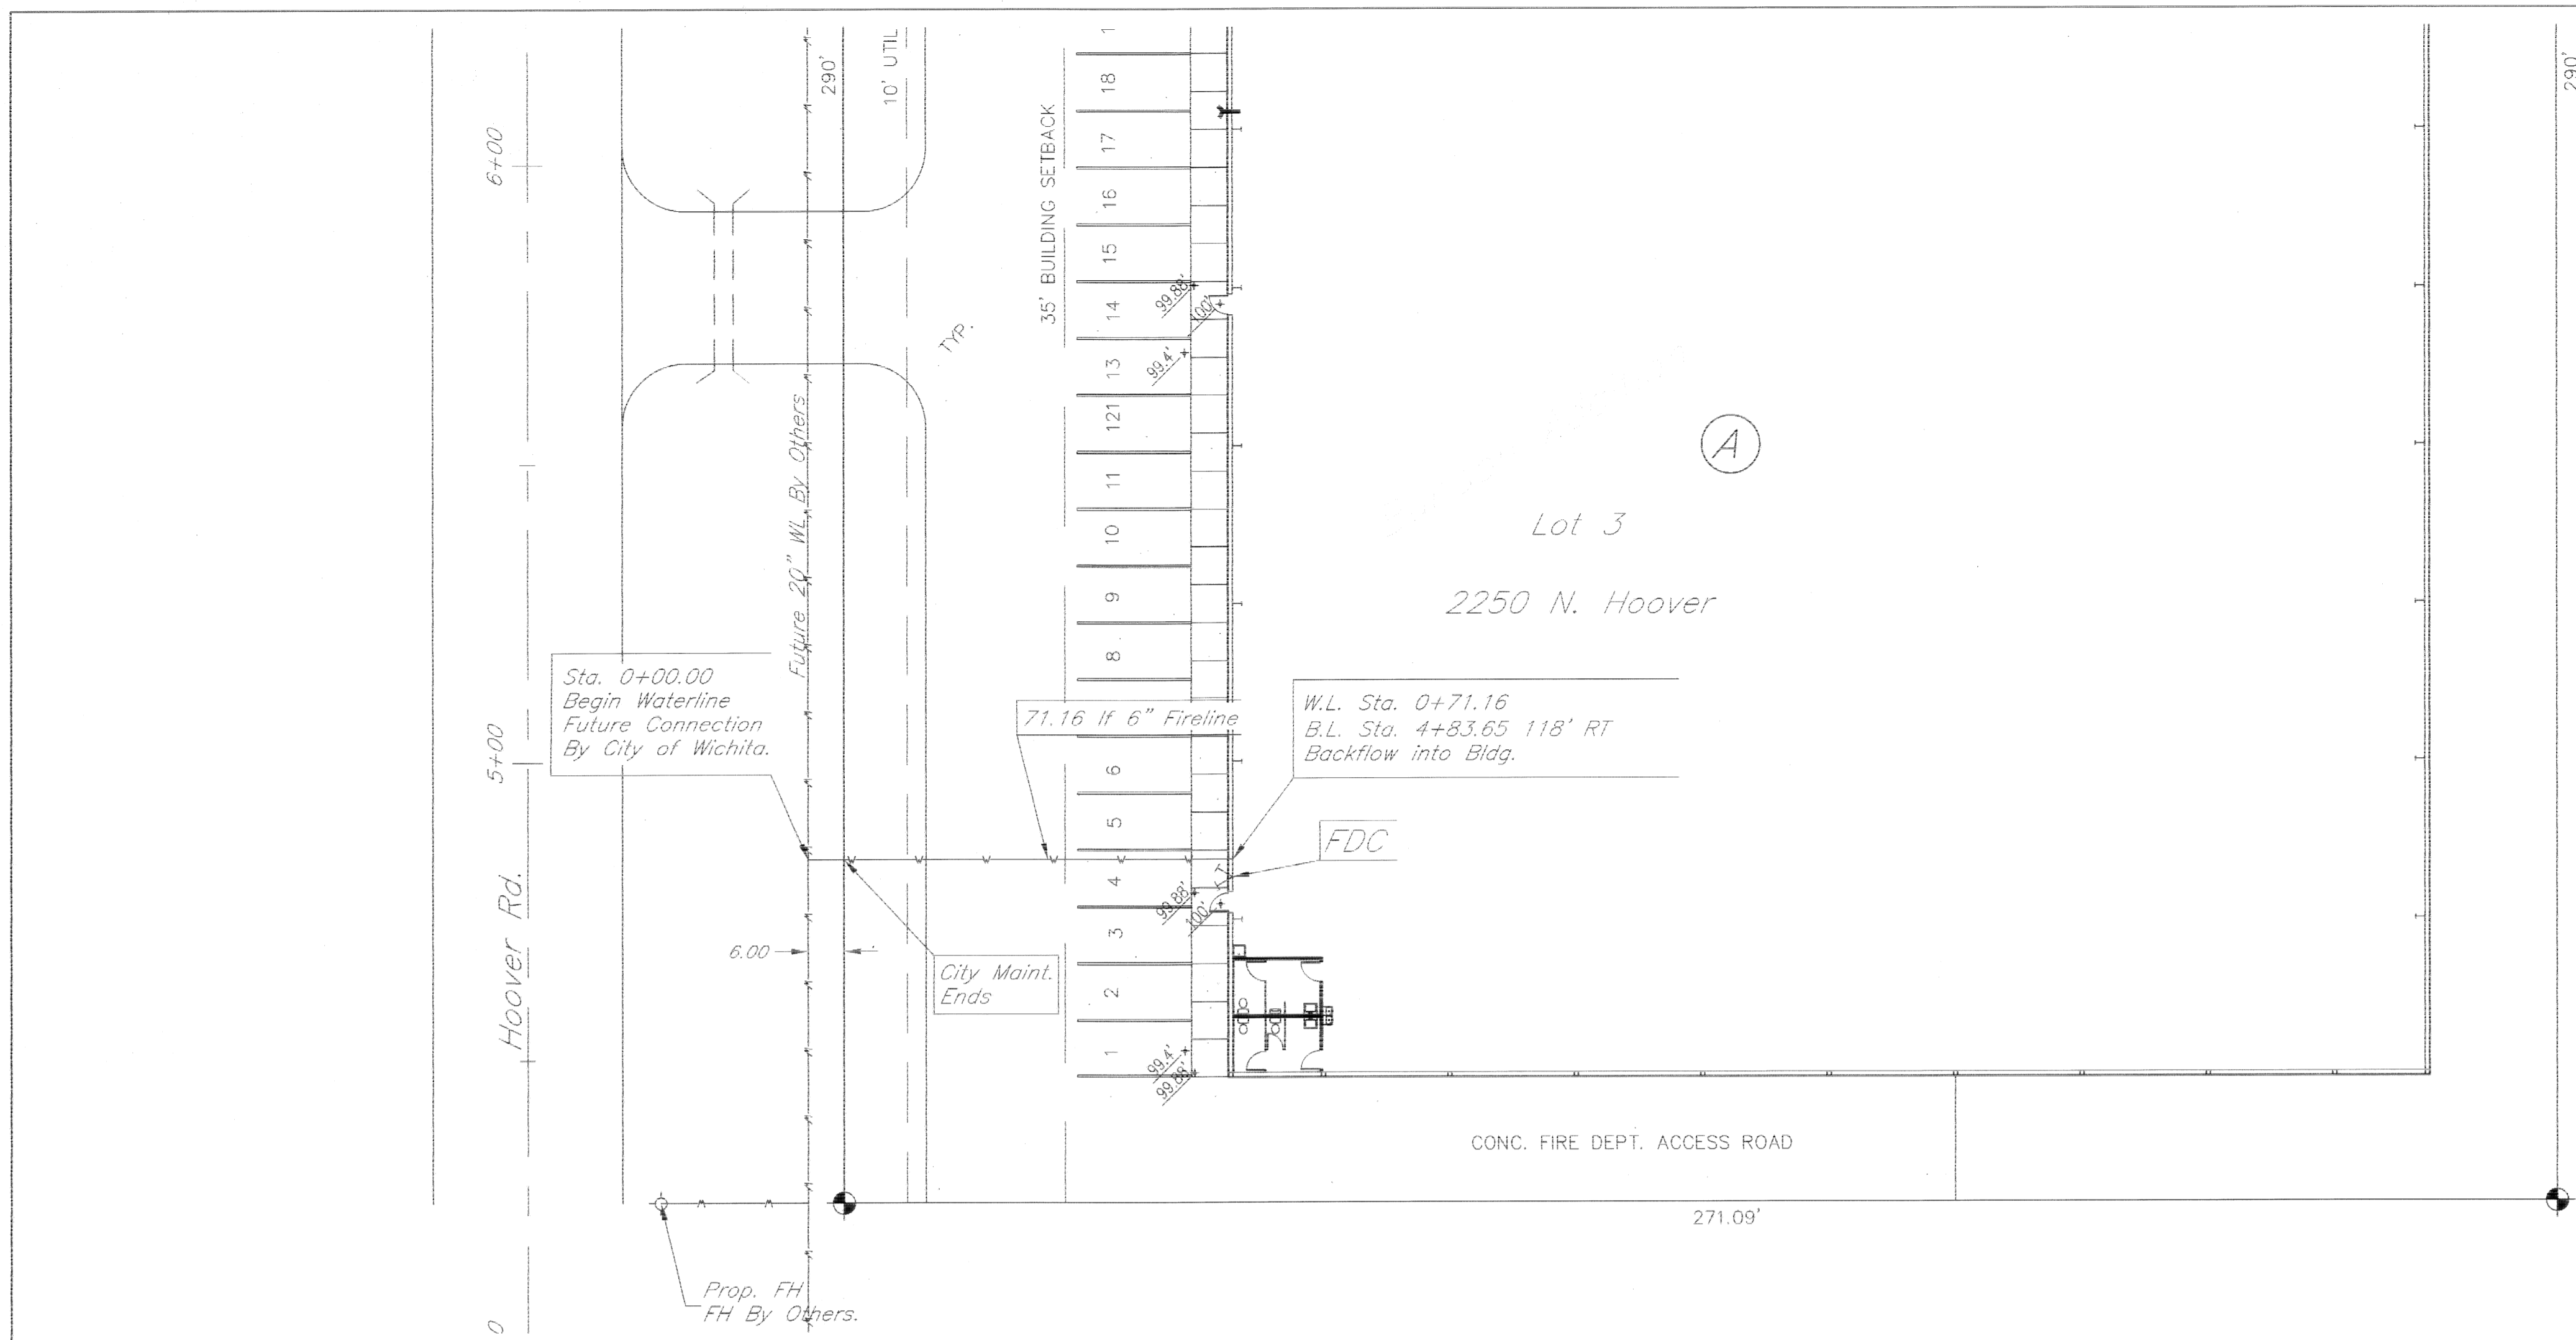 290'
10' UTIL
6+00
35' BUILDING SETBACK
290'
1
18
17
16
15
14
13
121
11
10
9
8
6
5
4
3
2
1
99.88'
100'
99.4'
TYP.
A
Lot 3
2250 N. Hoover
Future 20" WL By Others
Sta. 0+00.00
Begin Waterline
Future Connection
By City of Wichita.
71.16 lf 6" Fireline
W.L. Sta. 0+71.16
B.L. Sta. 4+83.65 118' RT
Backflow into Bldg.
5+00
FDC
99.88'
100'
Hoover Rd.
6.00
City Maint.
Ends
99.4'
99.88'
CONC. FIRE DEPT. ACCESS ROAD
271.09'
Prop. FH
FH By Others.
0